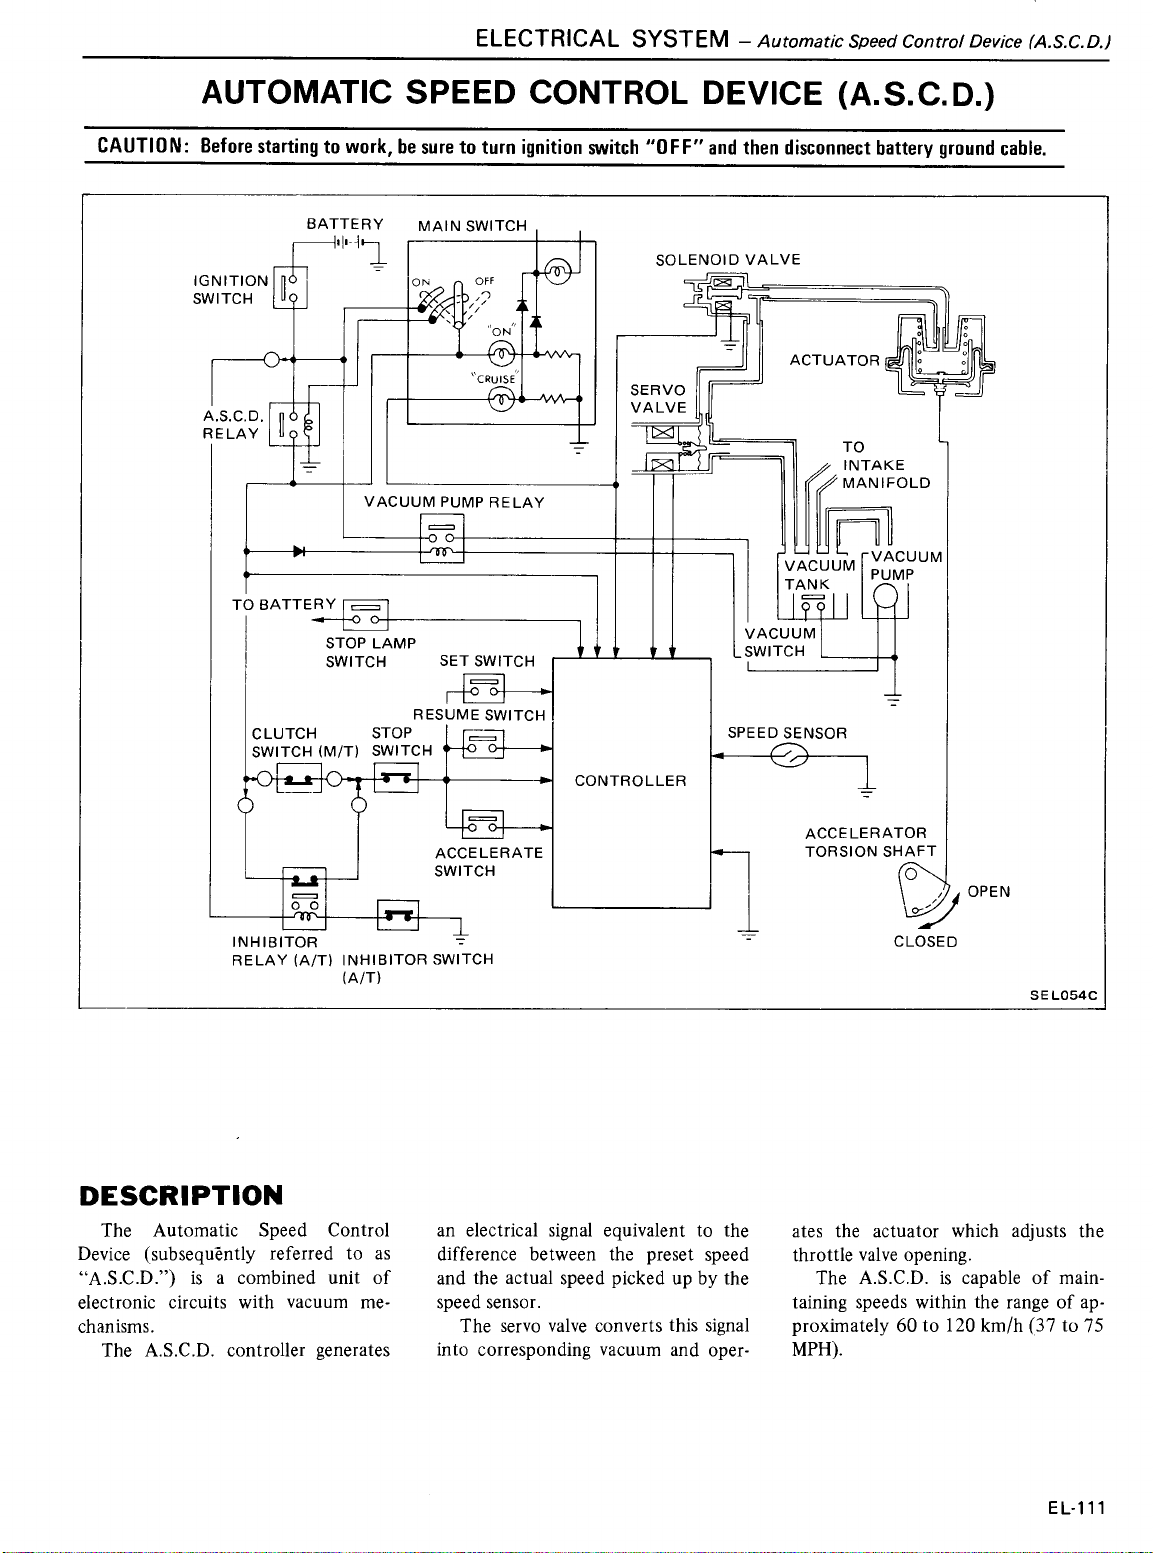 ELECTRICAL SYSTEM – Automatic Speed Control Device (A.S.C.D.)
AUTOMATIC SPEED CONTROL DEVICE (A.S.C.D.)
CAUTION: Before starting to work, be sure to turn ignition switch "OFF" and then disconnect battery ground cable.
BATTERY
MAIN SWITCH
SOLENOID VALVE
IGNITION
SWITCH
ON
OFF
"ON"
"CRUISE"
ACTUATOR
SERVO
VALVE
A.S.C.D.
RELAY
TO
INTAKE
MANIFOLD
VACUUM PUMP RELAY
VACUUM
TANK
VACUUM
PUMP
TO BATTERY
STOP LAMP
SWITCH
VACUUM
SWITCH
SET SWITCH
RESUME SWITCH
CLUTCH
SWITCH (M/T)
STOP
SWITCH
SPEED SENSOR
CONTROLLER
ACCELERATE
SWITCH
ACCELERATOR
TORSION SHAFT
OPEN
CLOSED
INHIBITOR
RELAY (A/T)
INHIBITOR SWITCH
(A/T)
SEL054C
DESCRIPTION
The Automatic Speed Control
Device (subsequently referred to as
"A.S.C.D.") is a combined unit of
electronic circuits with vacuum me-
chanisms.
The A.S.C.D. controller generates
an electrical signal equivalent to the
difference between the preset speed
and the actual speed picked up by the
speed sensor.
The servo valve converts this signal
into corresponding vacuum and oper-
ates the actuator which adjusts the
throttle valve opening.
The A.S.C.D. is capable of main-
taining speeds within the range of ap-
proximately 60 to 120 km/h (37 to 75
MPH).
EL-111